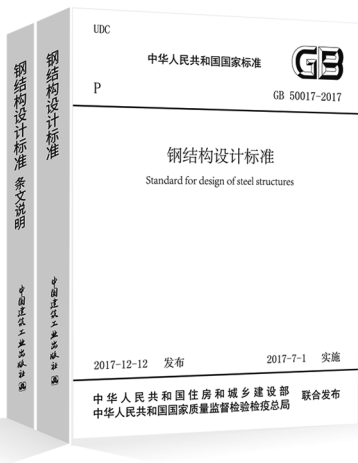 UDC
中华人民共和国国家标准
GB
P
GB 50017-2017
钢结构设计标准
Standard for design of steel structures
2017-12-12 发布
2017-7-1 实施
中华人民共和国住房和城乡建设部
中华人民共和国国家质量监督检验检疫总局
联合发布
钢结构设计标准
中国建筑工业出版社
钢结构设计标准 条文说明
中国建筑工业出版社